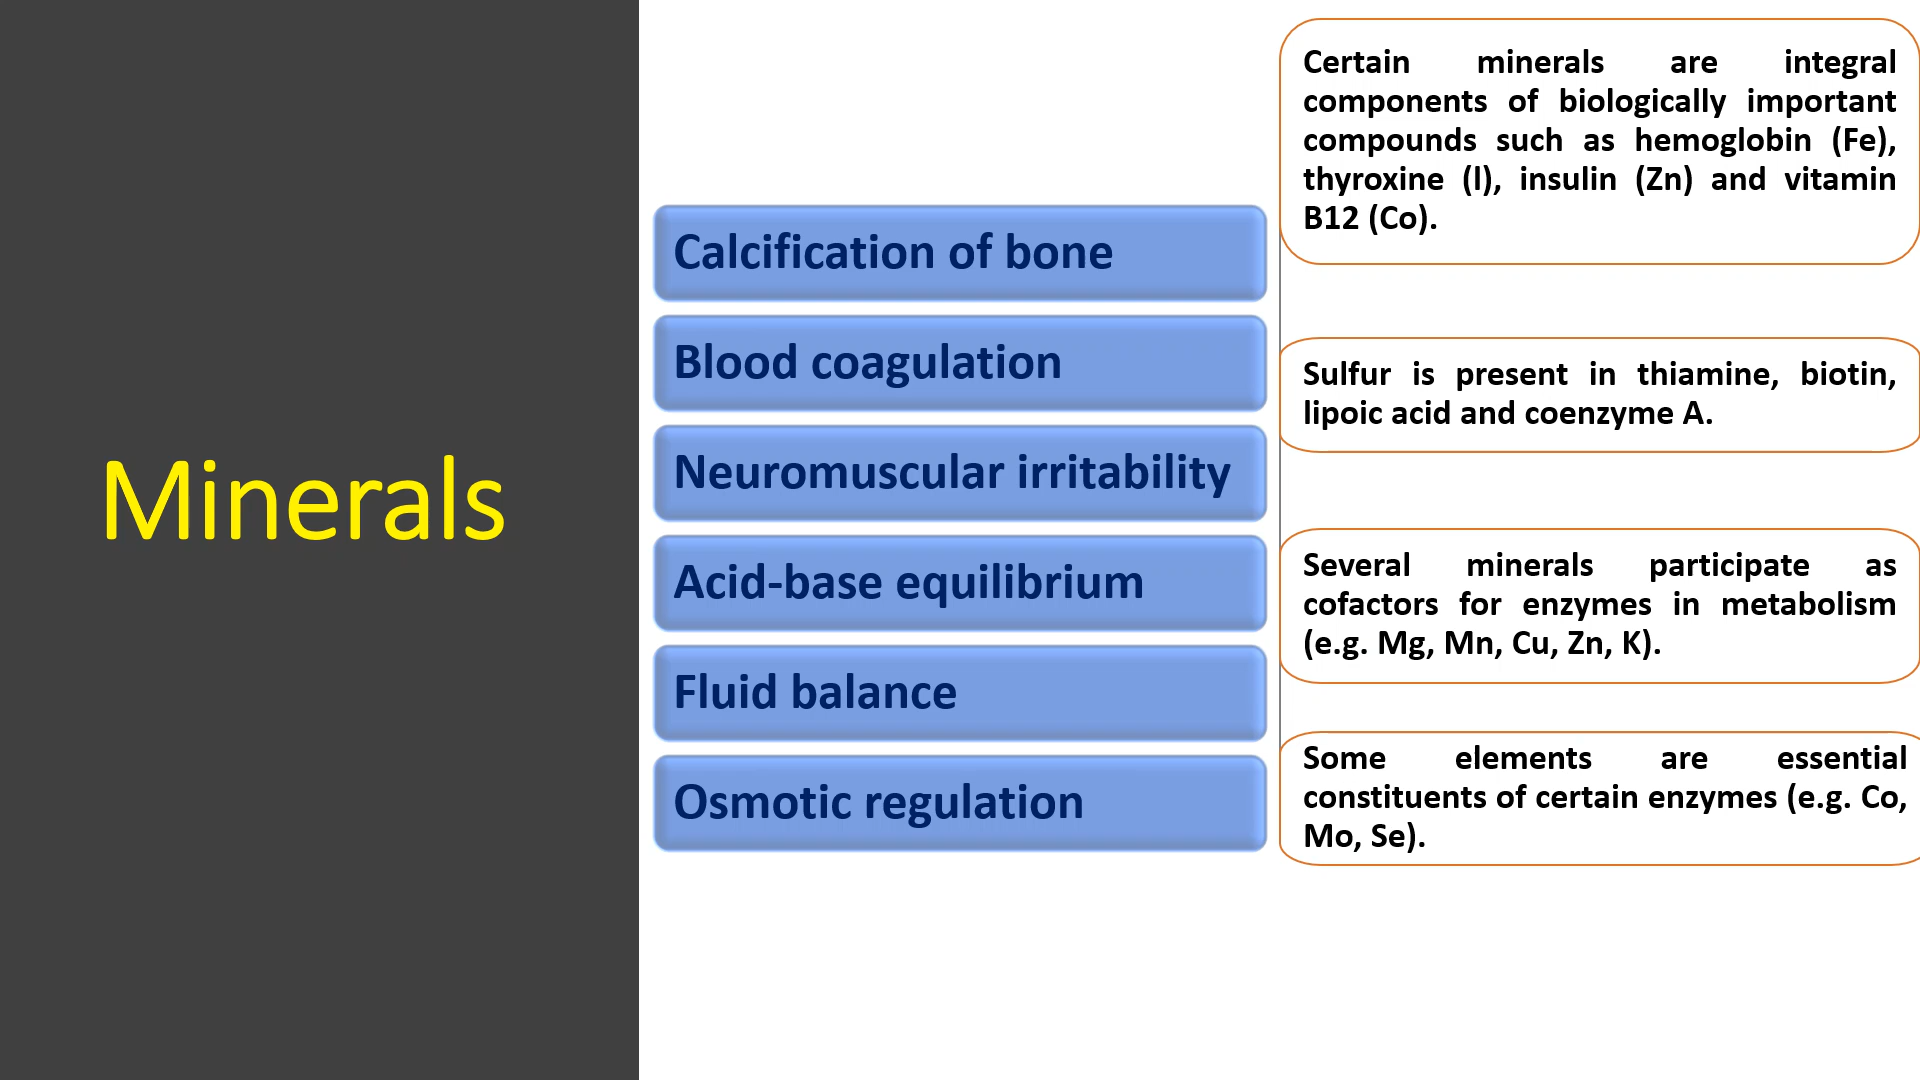 Minerals
Calcification of bone
Blood coagulation
Neuromuscular irritability
Acid-base equilibrium
Fluid balance
Osmotic regulation
Certain minerals are integral
components of biologically important
compounds such as hemoglobin (Fe),
thyroxine (l), insulin (Zn) and vitamin
B12 (Co).
Sulfur is present in thiamine, biotin,
lipoic acid and coenzyme A.
Several minerals participate as
cofactors for enzymes in metabolism
(e.g. Mg, Mn, Cu, Zn, K).
Some elements are essential
constituents of certain enzymes (e.g. Co,
Mo, Se).